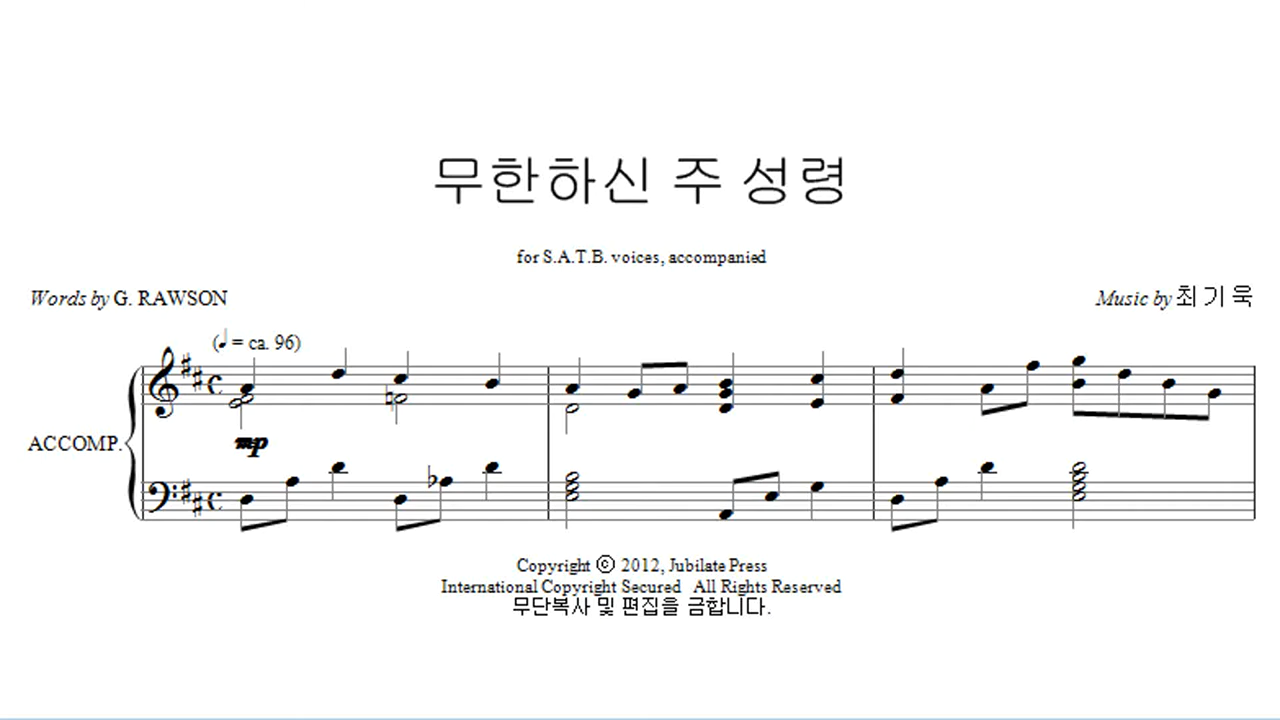 무한하신 주 성령
for S.A.T.B. voices, accompanied
Words by G. RAWSON
Music by 최 기 욱
(♩ = ca. 96)
mp
ACCOMP.
Copyright ⓒ 2012, Jubilate Press
International Copyright Secured All Rights Reserved
무단복사 및 편집을 금합니다.